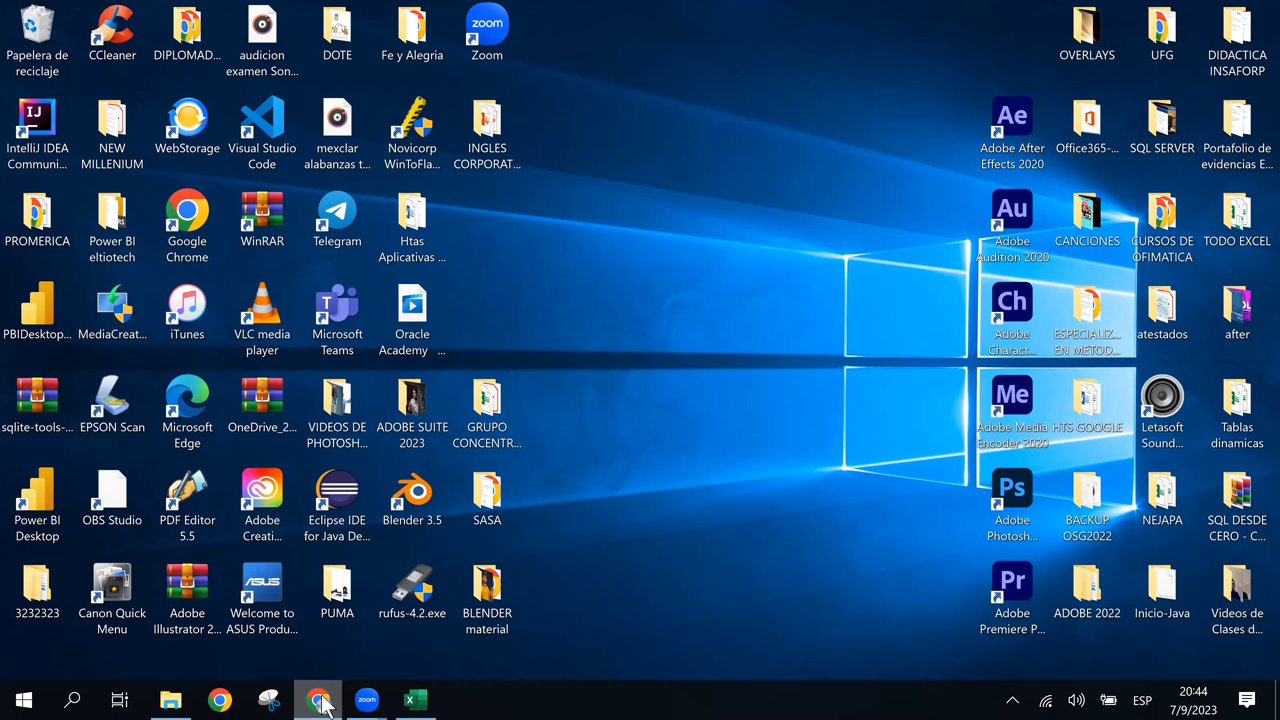 Papelera de
reciclaje
CCleaner
DIPLOMAD...
audicion
examen Son...
DOTE
Fe y Alegria
zoom
Zoom
OVERLAYS
UFG
DIDACTICA
INSAFORP
IJ
IntelliJ IDEA
Communi...
NEW
MILLENIUM
WebStorage
Visual Studio
Code
mexclar
alabanzas t...
Novicorp
WinToFla...
INGLES
CORPORAT...
Ae
Adobe After
Effects 2020
Office365-...
SQL SERVER
Portafolio de
evidencias E...
PROMERICA
Power BI
eltiotech
Google
Chrome
WinRAR
Telegram
Htas
Aplicativas ...
Au
Adobe
Audition 2020
CANCIONES
CURSOS DE
OFIMATICA
TODO EXCEL
PBIDesktop...
MediaCreat...
iTunes
VLC media
player
Microsoft
Teams
Oracle
Academy ...
Ch
Adobe
Charact...
ESPECIALIZ...
EN METOD...
atestados
after
sqlite-tools-...
EPSON Scan
Microsoft
Edge
OneDrive_2...
VIDEOS DE
PHOTOSH...
ADOBE SUITE
2023
GRUPO
CONCENTR...
Me
Adobe Media
Encoder 2020
HTS GOOGLE
Letasoft
Sound...
Tablas
dinamicas
Power BI
Desktop
OBS Studio
PDF Editor
5.5
Adobe
Creati...
Eclipse IDE
for Java De...
Blender 3.5
SASA
Ps
Adobe
Photosh...
BACKUP
OSG2022
NEJAPA
SQL DESDE
CERO - C...
3232323
Canon Quick
Menu
Adobe
Illustrator 2...
ASUS
Welcome to
ASUS Produ...
PUMA
rufus-4.2.exe
BLENDER
material
Pr
Adobe
Premiere P...
ADOBE 2022
Inicio-Java
Videos de
Clases d...
zoom
ESP
20:44
7/9/2023